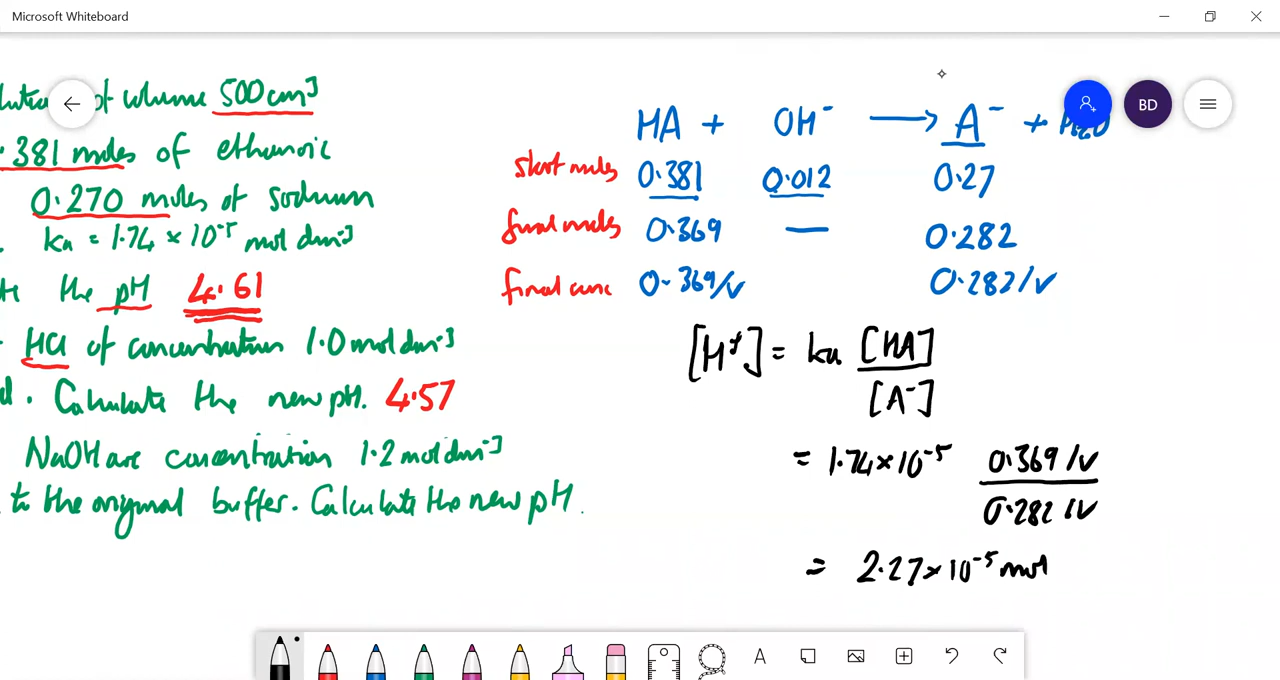 Microsoft Whiteboard
of volume 500cm3
BD
.381 moles of ethanoic
0.270 moles of sodium
ka = 1.74 × 10-5 mol dm-3
the pH 4.61
HCl of concentration 1.0 mol dm-3
. Calculate the new pH. 4.57
NaOH are concentration 1.2 mol dm-3
to the original buffer. Calculate the new pH.
HA + OH- → A- + H2O
start moles 0.381 0.012 0.27
final moles 0.369 — 0.282
final conc 0.369/v 0.282/v
[H+] = ka [HA]
[A-]
= 1.74×10-5 0.369/v
0.282/v
= 2.27×10-5 mol
A